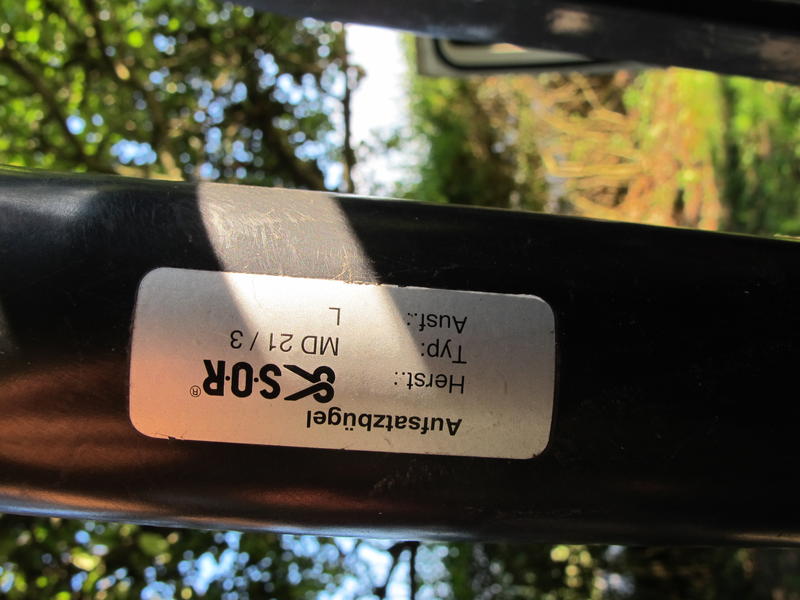 Aufsatzbügel
Herst.: S·O·R®
Typ: MD 21 / 3
Ausf.: L